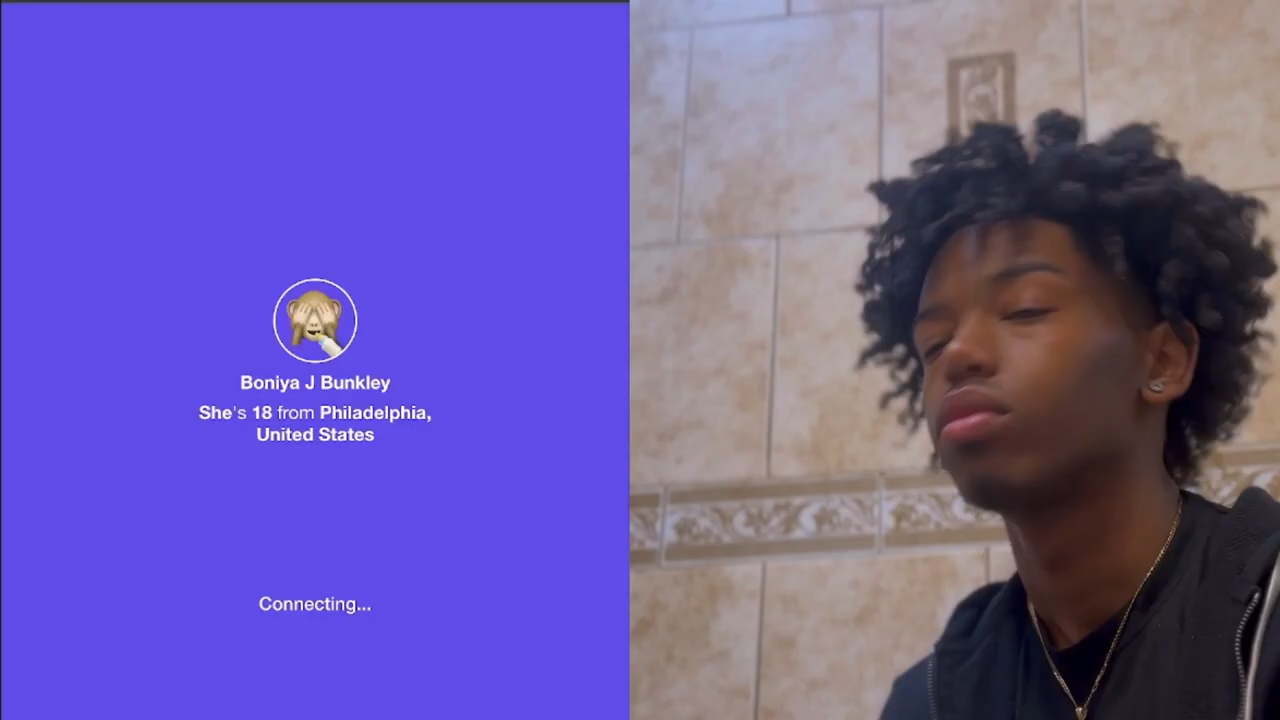 Boniya J Bunkley
She's 18 from Philadelphia,
United States
Connecting...